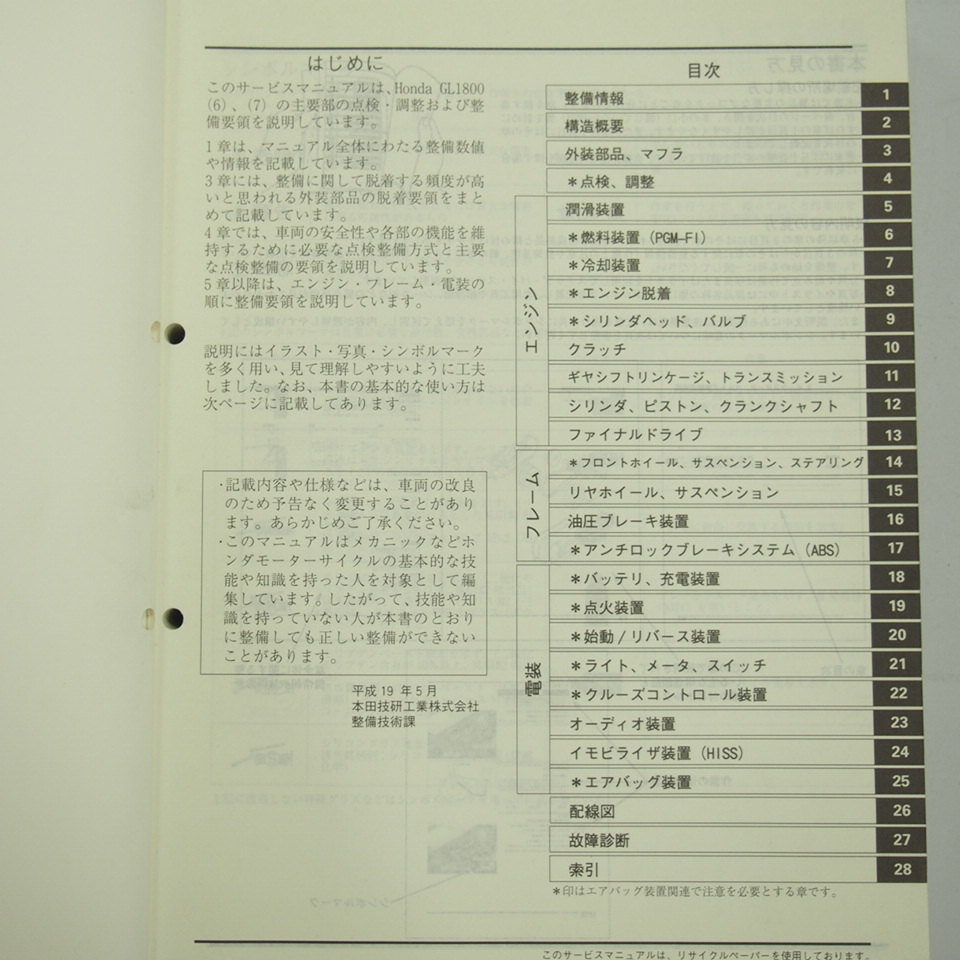 はじめに
このサービスマニュアルは、Honda GL1800
(6)、(7) の主要部の点検・調整および整
備要領を説明しています。
1章は、マニュアル全体にわたる整備数値
や情報を記載しています。
3章には、整備に関して脱着する頻度が高
いと思われる外装部品の脱着要領をまと
めて記載しています。
4章では、車両の安全性や各部の機能を維
持するために必要な点検整備方式と主要
な点検整備の要領を説明しています。
5章以降は、エンジン・フレーム・電装の
順に整備要領を説明しています。
説明にはイラスト・写真・シンボルマーク
を多く用い、見て理解しやすいように工夫
しました。なお、本書の基本的な使い方は
次ページに記載してあります。
・記載内容や仕様などは、車両の改良
のため予告なく変更することがあり
ます。あらかじめご了承ください。
・このマニュアルはメカニックなどホ
ンダモーターサイクルの基本的な技
能や知識を持った人を対象として編
集しています。したがって、技能や知
識を持っていない人が本書のとおり
に整備しても正しい整備ができない
ことがあります。
平成19 年5月
本田技研工業株式会社
整備技術課
目次
整備情報 1
構造概要 2
外装部品、マフラ 3
＊点検、調整 4
エンジン
潤滑装置 5
＊燃料装置 (PGM-FI) 6
＊冷却装置 7
＊エンジン脱着 8
＊シリンダヘッド、バルブ 9
クラッチ 10
ギヤシフトリンケージ、トランスミッション 11
シリンダ、ピストン、クランクシャフト 12
ファイナルドライブ 13
フレーム
＊フロントホイール、サスペンション、ステアリング 14
リヤホイール、サスペンション 15
油圧ブレーキ装置 16
＊アンチロックブレーキシステム (ABS) 17
電装
＊バッテリ、充電装置 18
＊点火装置 19
＊始動/リバース装置 20
＊ライト、メータ、スイッチ 21
＊クルーズコントロール装置 22
オーディオ装置 23
イモビライザ装置 (HISS) 24
＊エアバッグ装置 25
配線図 26
故障診断 27
索引 28
＊印はエアバッグ装置関連で注意を必要とする章です。
このサービスマニュアルは、リサイクルペーパーを使用しております。